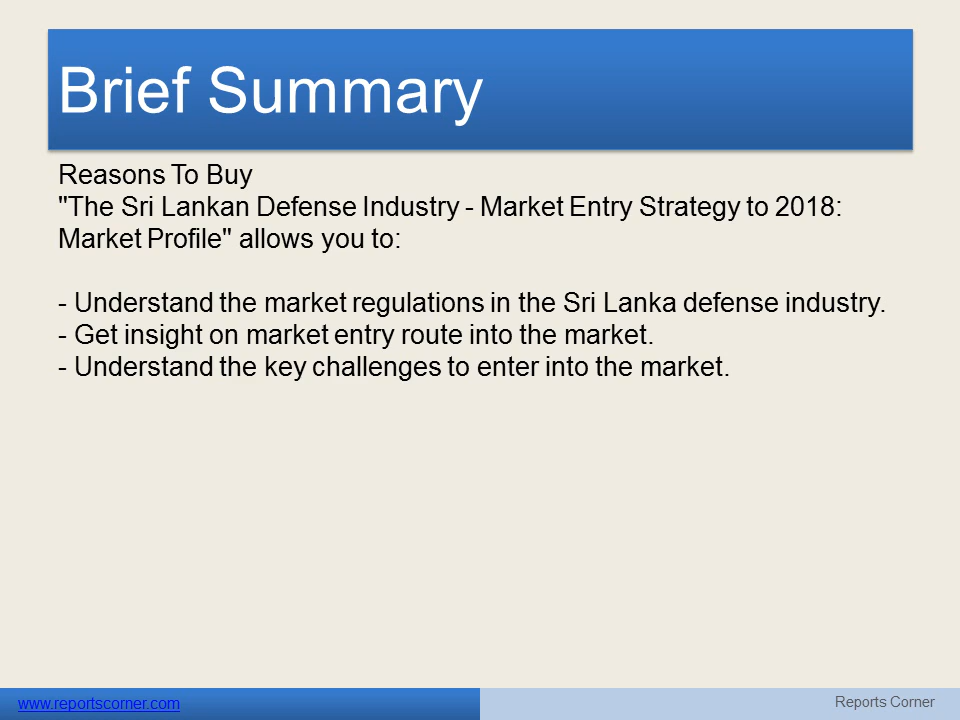 Brief Summary
Reasons To Buy
"The Sri Lankan Defense Industry - Market Entry Strategy to 2018:
Market Profile" allows you to:
- Understand the market regulations in the Sri Lanka defense industry.
- Get insight on market entry route into the market.
- Understand the key challenges to enter into the market.
www.reportscorner.com
Reports Corner